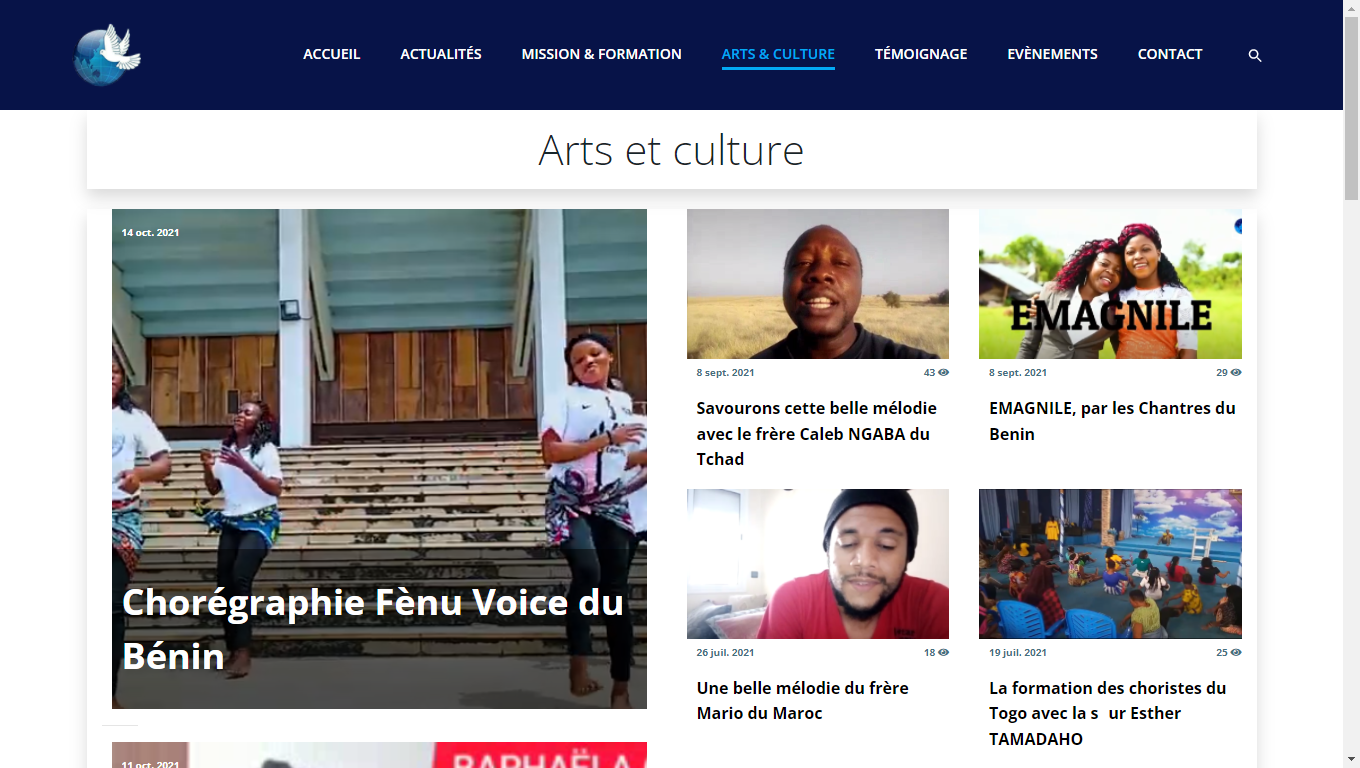 ACCUEIL ACTUALITÉS MISSION & FORMATION ARTS & CULTURE TÉMOIGNAGE EVÈNEMENTS CONTACT
Arts et culture
14 oct. 2021
Chorégraphie Fènu Voice du
Bénin
8 sept. 2021 43
Savourons cette belle mélodie
avec le frère Caleb NGABA du
Tchad
EMAGNILE
8 sept. 2021 29
EMAGNILE, par les Chantres du
Benin
26 juil. 2021 18
Une belle mélodie du frère
Mario du Maroc
19 juil. 2021 25
La formation des choristes du
Togo avec la s ur Esther
TAMADAHO
11 oct. 2021
RAPHAËLA